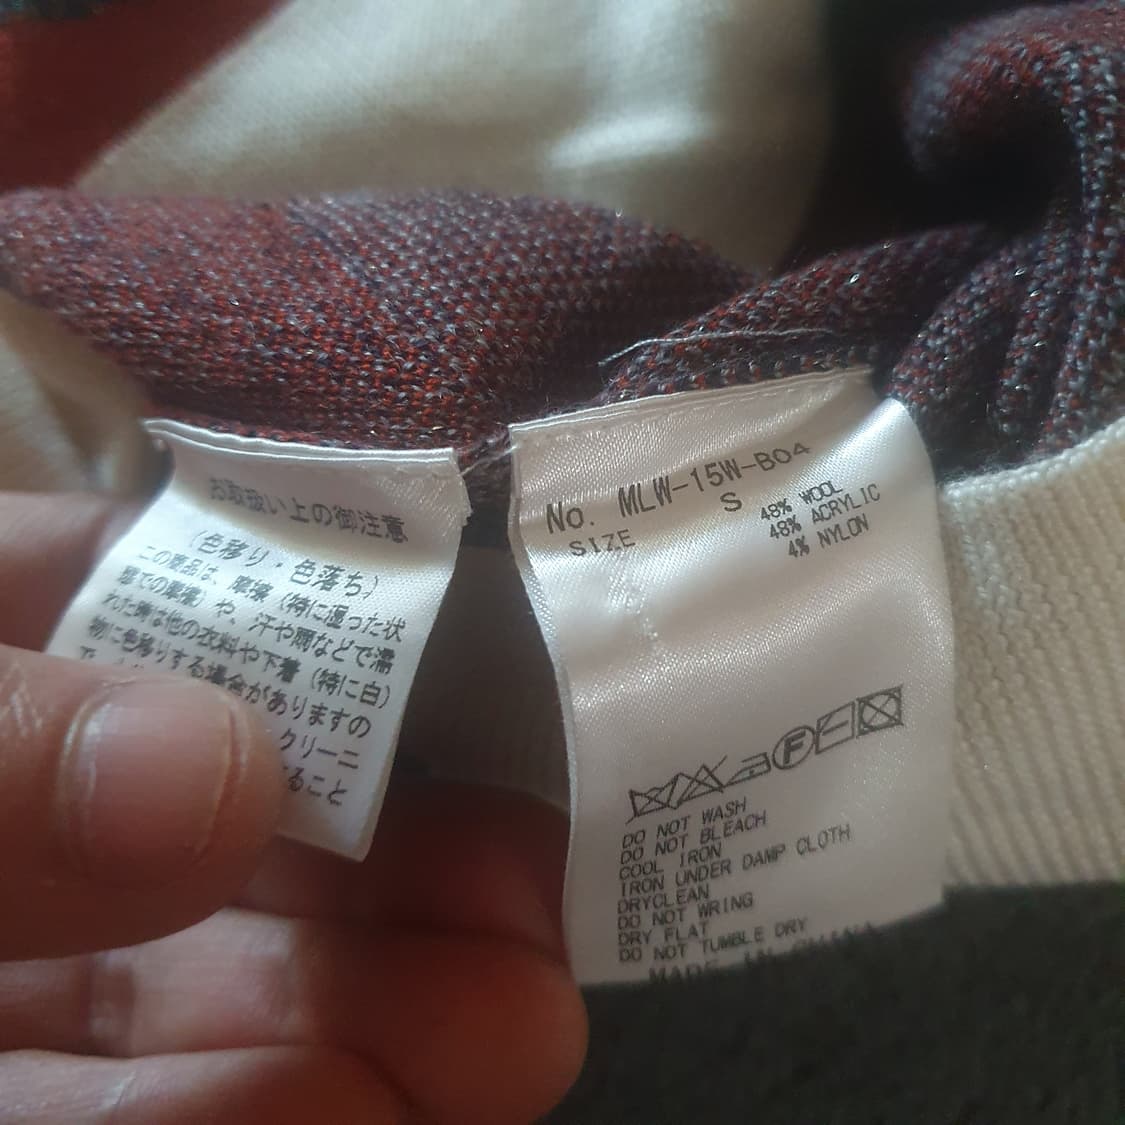 お取扱い上の御注意
(色移り・色落ち)
この商品は、摩擦(特に湿った状
態での摩擦)や、汗や雨などで濡
れた時は他の衣料や下着(特に白)
物に色移りする場合がありますの
で
クリーニ
ること
No. MLW-15W-B04
SIZE S
48% WOOL
48% ACRYLIC
4% NYLON
F
DO NOT WASH
DO NOT BLEACH
COOL IRON
IRON UNDER DAMP CLOTH
DRYCLEAN
DO NOT WRING
DRY FLAT
DO NOT TUMBLE DRY
MADE IN CHINA